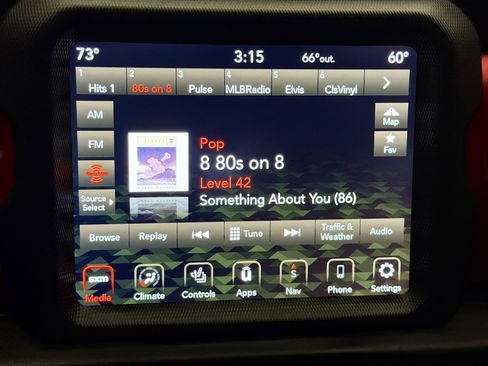 73° 3:15 66°out. 60°
1 2 3 4 5 6
Hits 1 80s on 8 Pulse MLBRadio Elvis ClsVinyl
AM
Map
FM
Fav
Pop
8 80s on 8
Level 42
Something About You (86)
Source
Select
Browse Replay Tune Traffic & Weather Audio
sxm S
Media Climate Controls Apps Nav Phone Settings